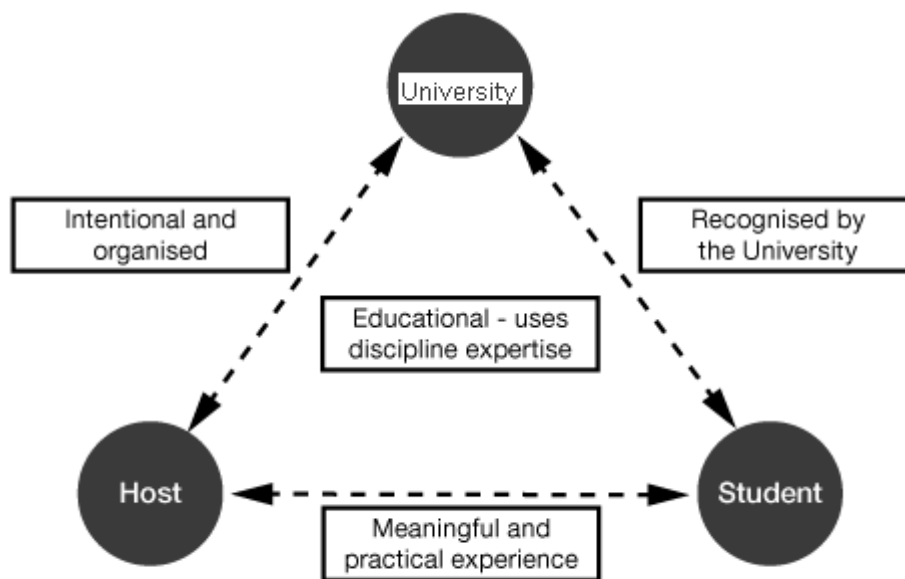 University
Intentional and
organised
Recognised by
the University
Educational - uses
discipline expertise
Host
Student
Meaningful and
practical experience